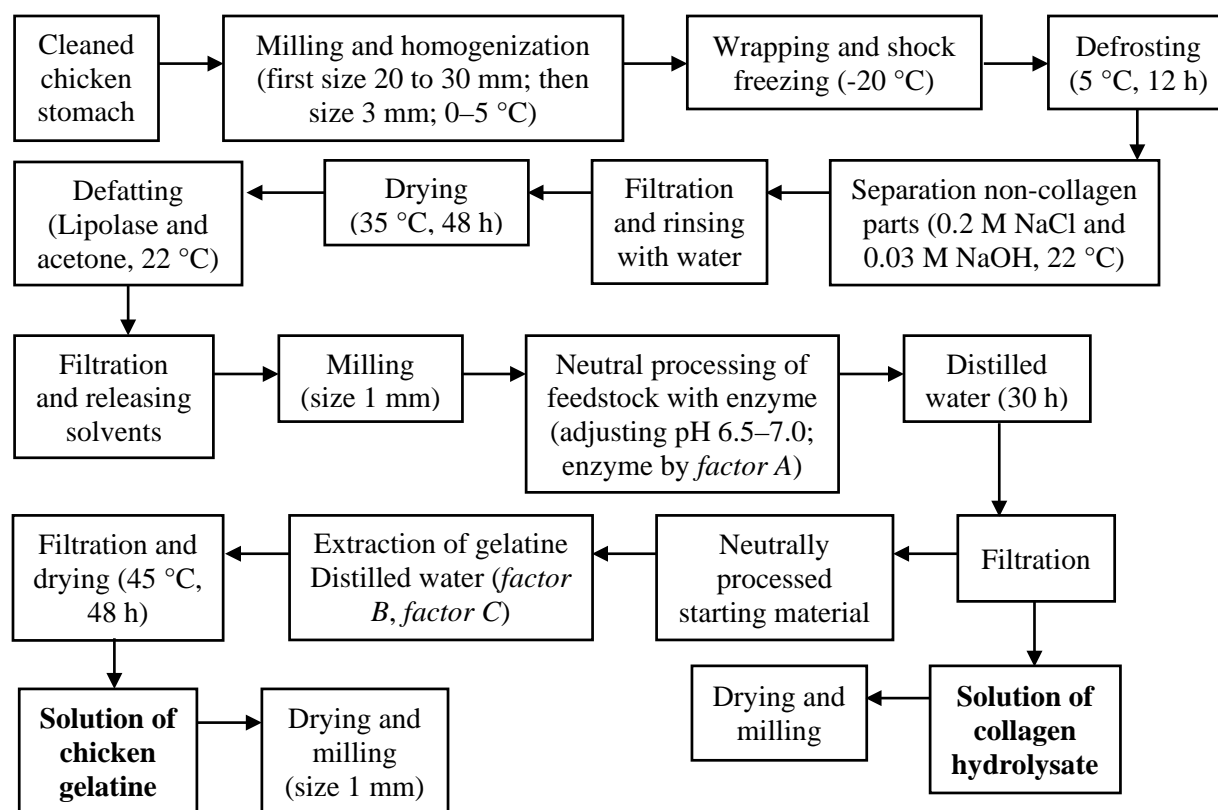 Cleaned
chicken
stomach
Milling and homogenization
(first size 20 to 30 mm; then
size 3 mm; 0–5 °C)
Wrapping and shock
freezing (-20 °C)
Defrosting
(5 °C, 12 h)
Separation non-collagen
parts (0.2 M NaCl and
0.03 M NaOH, 22 °C)
Filtration
and rinsing
with water
Drying
(35 °C, 48 h)
Defatting
(Lipolase and
acetone, 22 °C)
Filtration
and releasing
solvents
Milling
(size 1 mm)
Neutral processing of
feedstock with enzyme
(adjusting pH 6.5–7.0;
enzyme by factor A)
Distilled
water (30 h)
Filtration
Neutrally
processed
starting material
Extraction of gelatine
Distilled water (factor
B, factor C)
Filtration and
drying (45 °C,
48 h)
Solution of
chicken
gelatine
Drying and
milling
(size 1 mm)
Solution of
collagen
hydrolysate
Drying and
milling